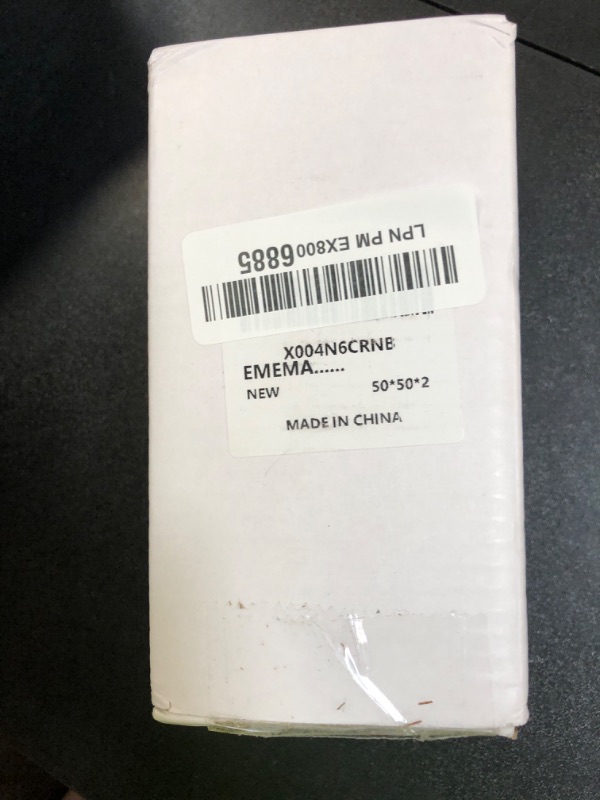 LPN PM EX8006885
X004N6CRNB
EMEMA......
NEW 50*50*2
MADE IN CHINA